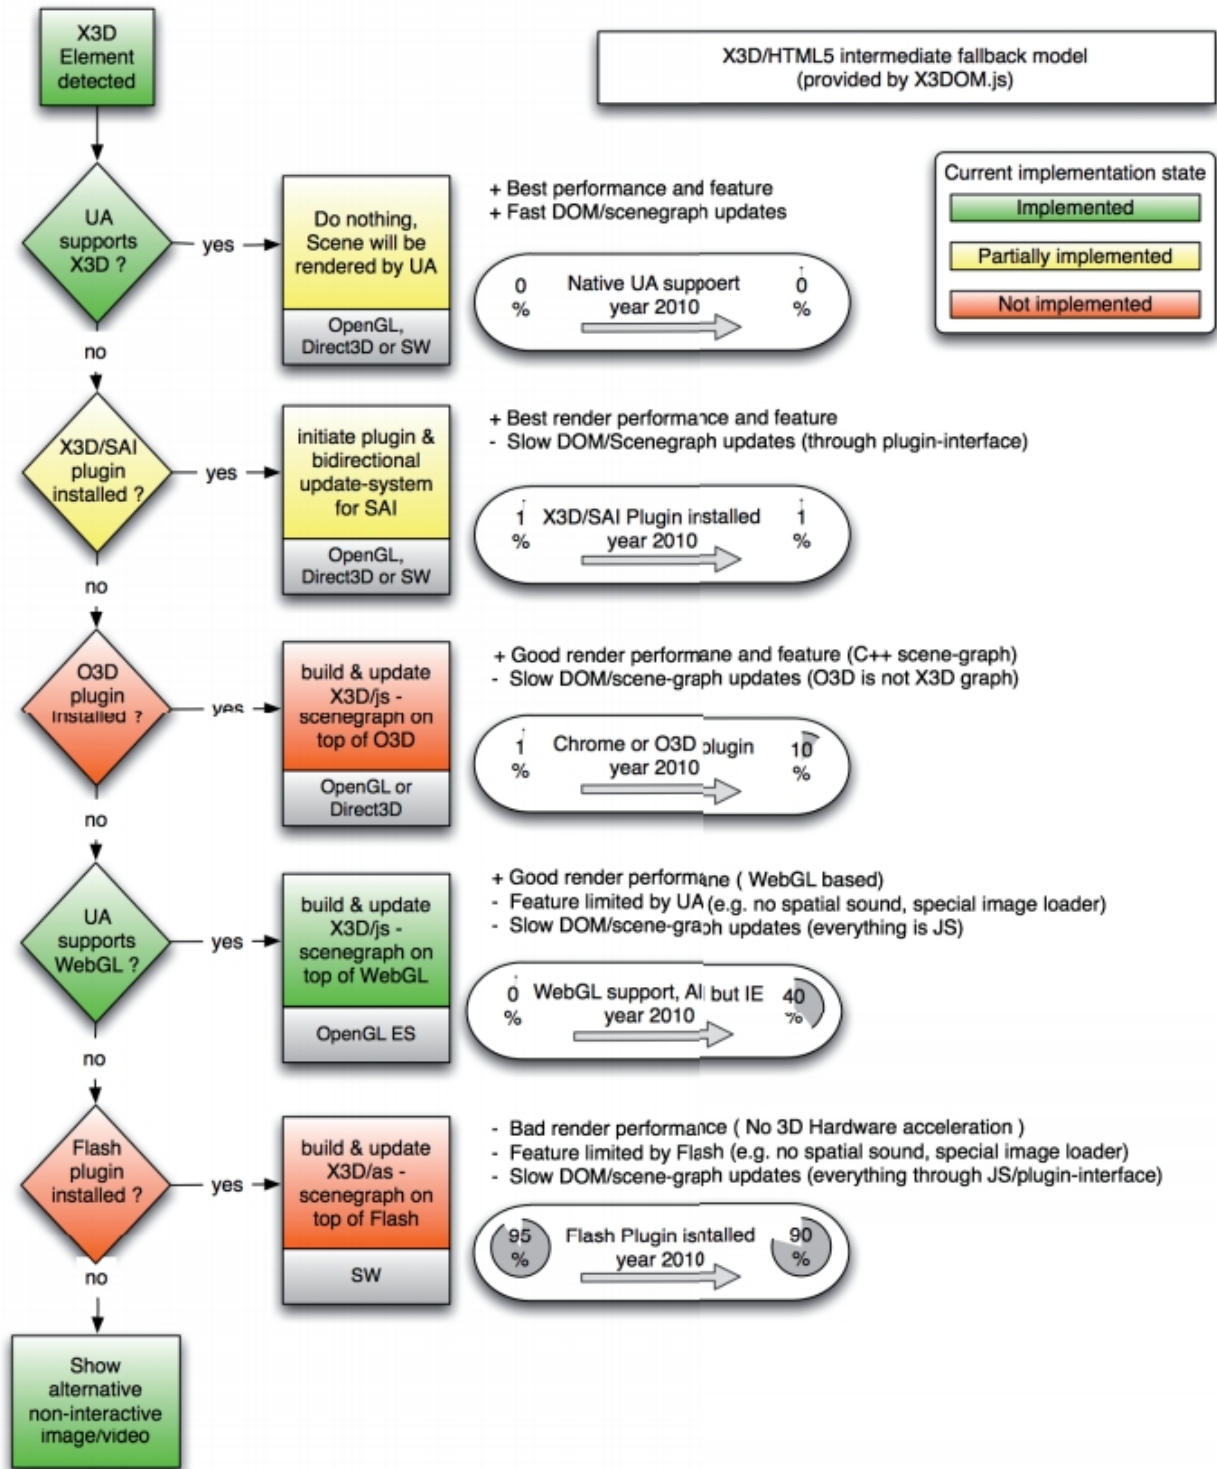 X3D
Element
detected
X3D/HTML5 intermediate fallback model
(provided by X3DOM.js)
Current implementation state
Implemented
Partially implemented
Not implemented
UA
supports
X3D ?
yes
no
Do nothing,
Scene will be
rendered by UA
OpenGL,
Direct3D or SW
+ Best performance and feature
+ Fast DOM/scenegraph updates
0
%
Native UA suppoert
year 2010
0
%
X3D/SAI
plugin
installed ?
yes
no
initiate plugin &
bidirectional
update-system
for SAI
OpenGL,
Direct3D or SW
+ Best render performance and feature
- Slow DOM/Scenegraph updates (through plugin-interface)
1
%
X3D/SAI Plugin installed
year 2010
1
%
O3D
plugin
installed ?
yes
no
build & update
X3D/js -
scenegraph on
top of O3D
OpenGL or
Direct3D
+ Good render performane and feature (C++ scene-graph)
- Slow DOM/scene-graph updates (O3D is not X3D graph)
1
%
Chrome or O3D plugin
year 2010
10
%
UA
supports
WebGL ?
yes
no
build & update
X3D/js -
scenegraph on
top of WebGL
OpenGL ES
+ Good render performane ( WebGL based)
- Feature limited by UA (e.g. no spatial sound, special image loader)
- Slow DOM/scene-graph updates (everything is JS)
0
%
WebGL support, All but IE
year 2010
40
%
Flash
plugin
installed ?
yes
no
build & update
X3D/as -
scenegraph on
top of Flash
SW
- Bad render performance ( No 3D Hardware acceleration )
- Feature limited by Flash (e.g. no spatial sound, special image loader)
- Slow DOM/scene-graph updates (everything through JS/plugin-interface)
95
%
Flash Plugin installed
year 2010
90
%
Show
alternative
non-interactive
image/video